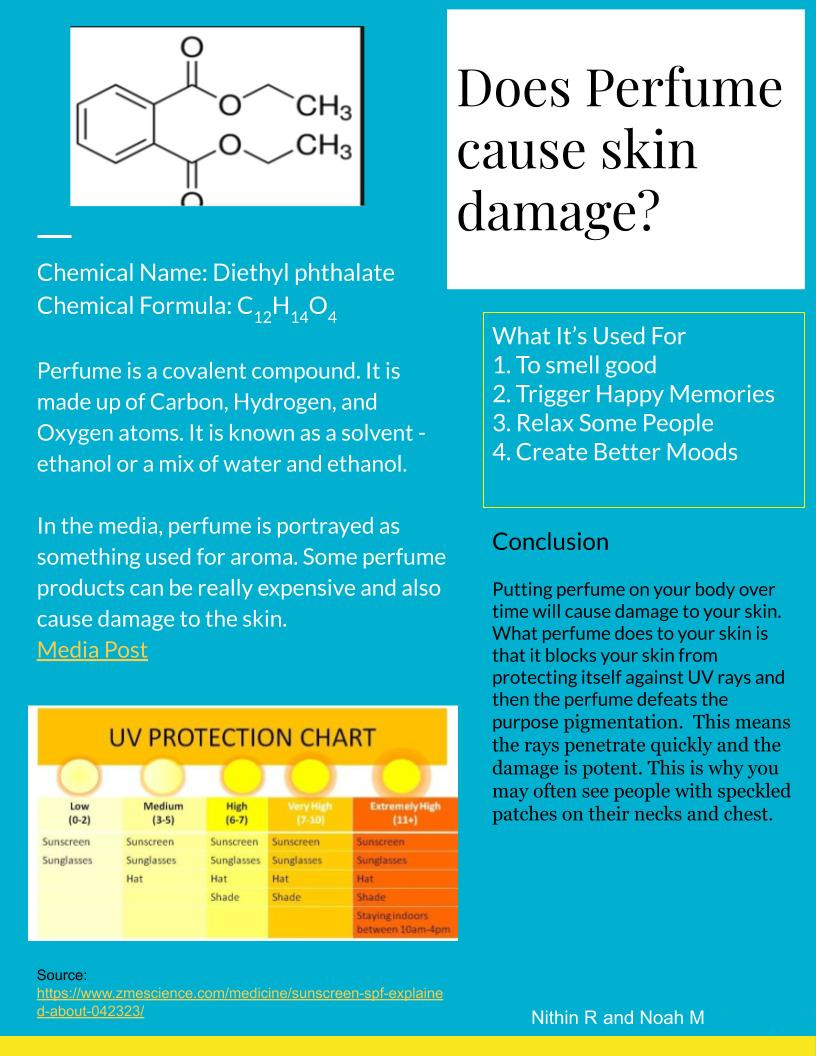 O
O
CH3
O
CH3
O
Does Perfume
cause skin
damage?
Chemical Name: Diethyl phthalate
Chemical Formula: C12H14O4
Perfume is a covalent compound. It is
made up of Carbon, Hydrogen, and
Oxygen atoms. It is known as a solvent -
ethanol or a mix of water and ethanol.
In the media, perfume is portrayed as
something used for aroma. Some perfume
products can be really expensive and also
cause damage to the skin.
Media Post
What It’s Used For
1. To smell good
2. Trigger Happy Memories
3. Relax Some People
4. Create Better Moods
Conclusion
Putting perfume on your body over
time will cause damage to your skin.
What perfume does to your skin is
that it blocks your skin from
protecting itself against UV rays and
then the perfume defeats the
purpose pigmentation. This means
the rays penetrate quickly and the
damage is potent. This is why you
may often see people with speckled
patches on their necks and chest.
UV PROTECTION CHART
Low Medium High Very High Extremely High
(0-2) (3-5) (6-7) (7-10) (11+)
Sunscreen Sunscreen Sunscreen Sunscreen Sunscreen
Sunglasses Sunglasses Sunglasses Sunglasses Sunglasses
Hat Hat Hat Hat
Shade Shade Shade
Staying indoors
between 10am-4pm
Source:
https://www.zmescience.com/medicine/sunscreen-spf-explaine
d-about-042323/
Nithin R and Noah M